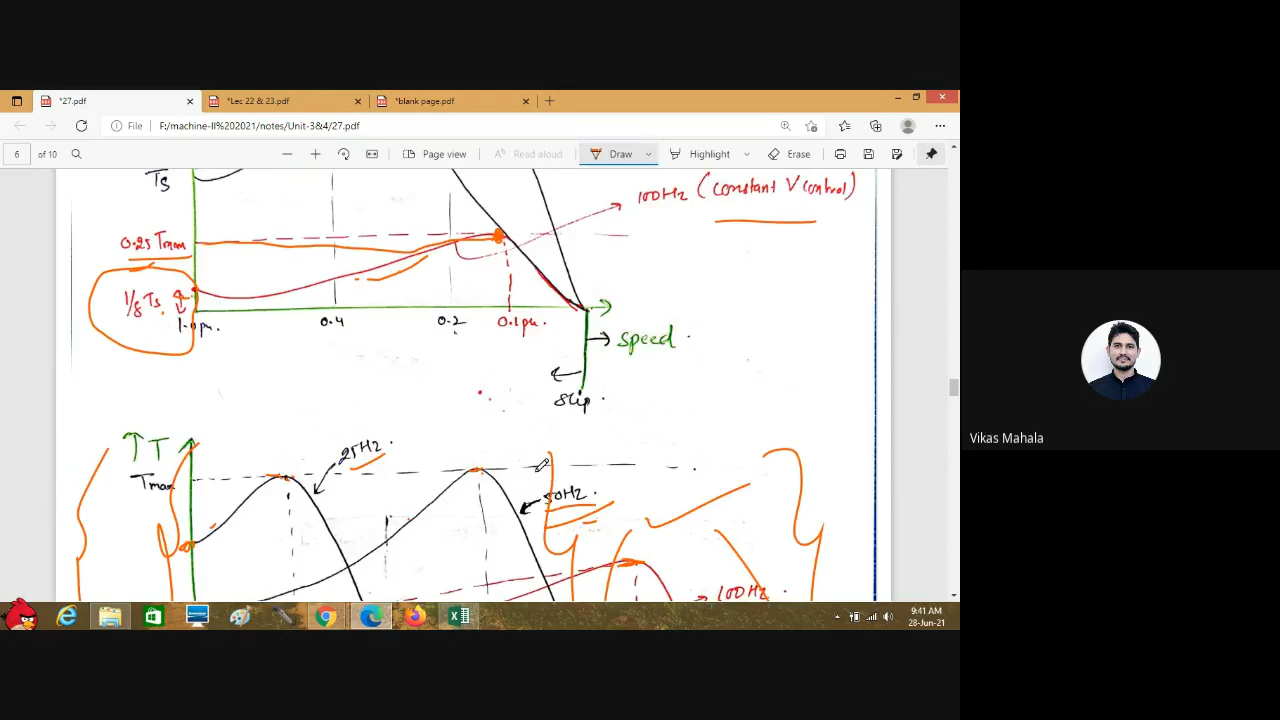 *27.pdf
*Lec 22 & 23.pdf
*blank page.pdf
File
F:/machine-II%202021/notes/Unit-3&4/27.pdf
6 of 10
Page view
Read aloud
Draw
Highlight
Erase
Ts
100Hz (constant V control)
0.25 Tmax
1/8 Ts.
1.0pu.
0.4
0.2
0.1pu.
speed
slip.
T
Tmax
25Hz
50Hz
100Hz
9:41 AM
28-Jun-21
Vikas Mahala